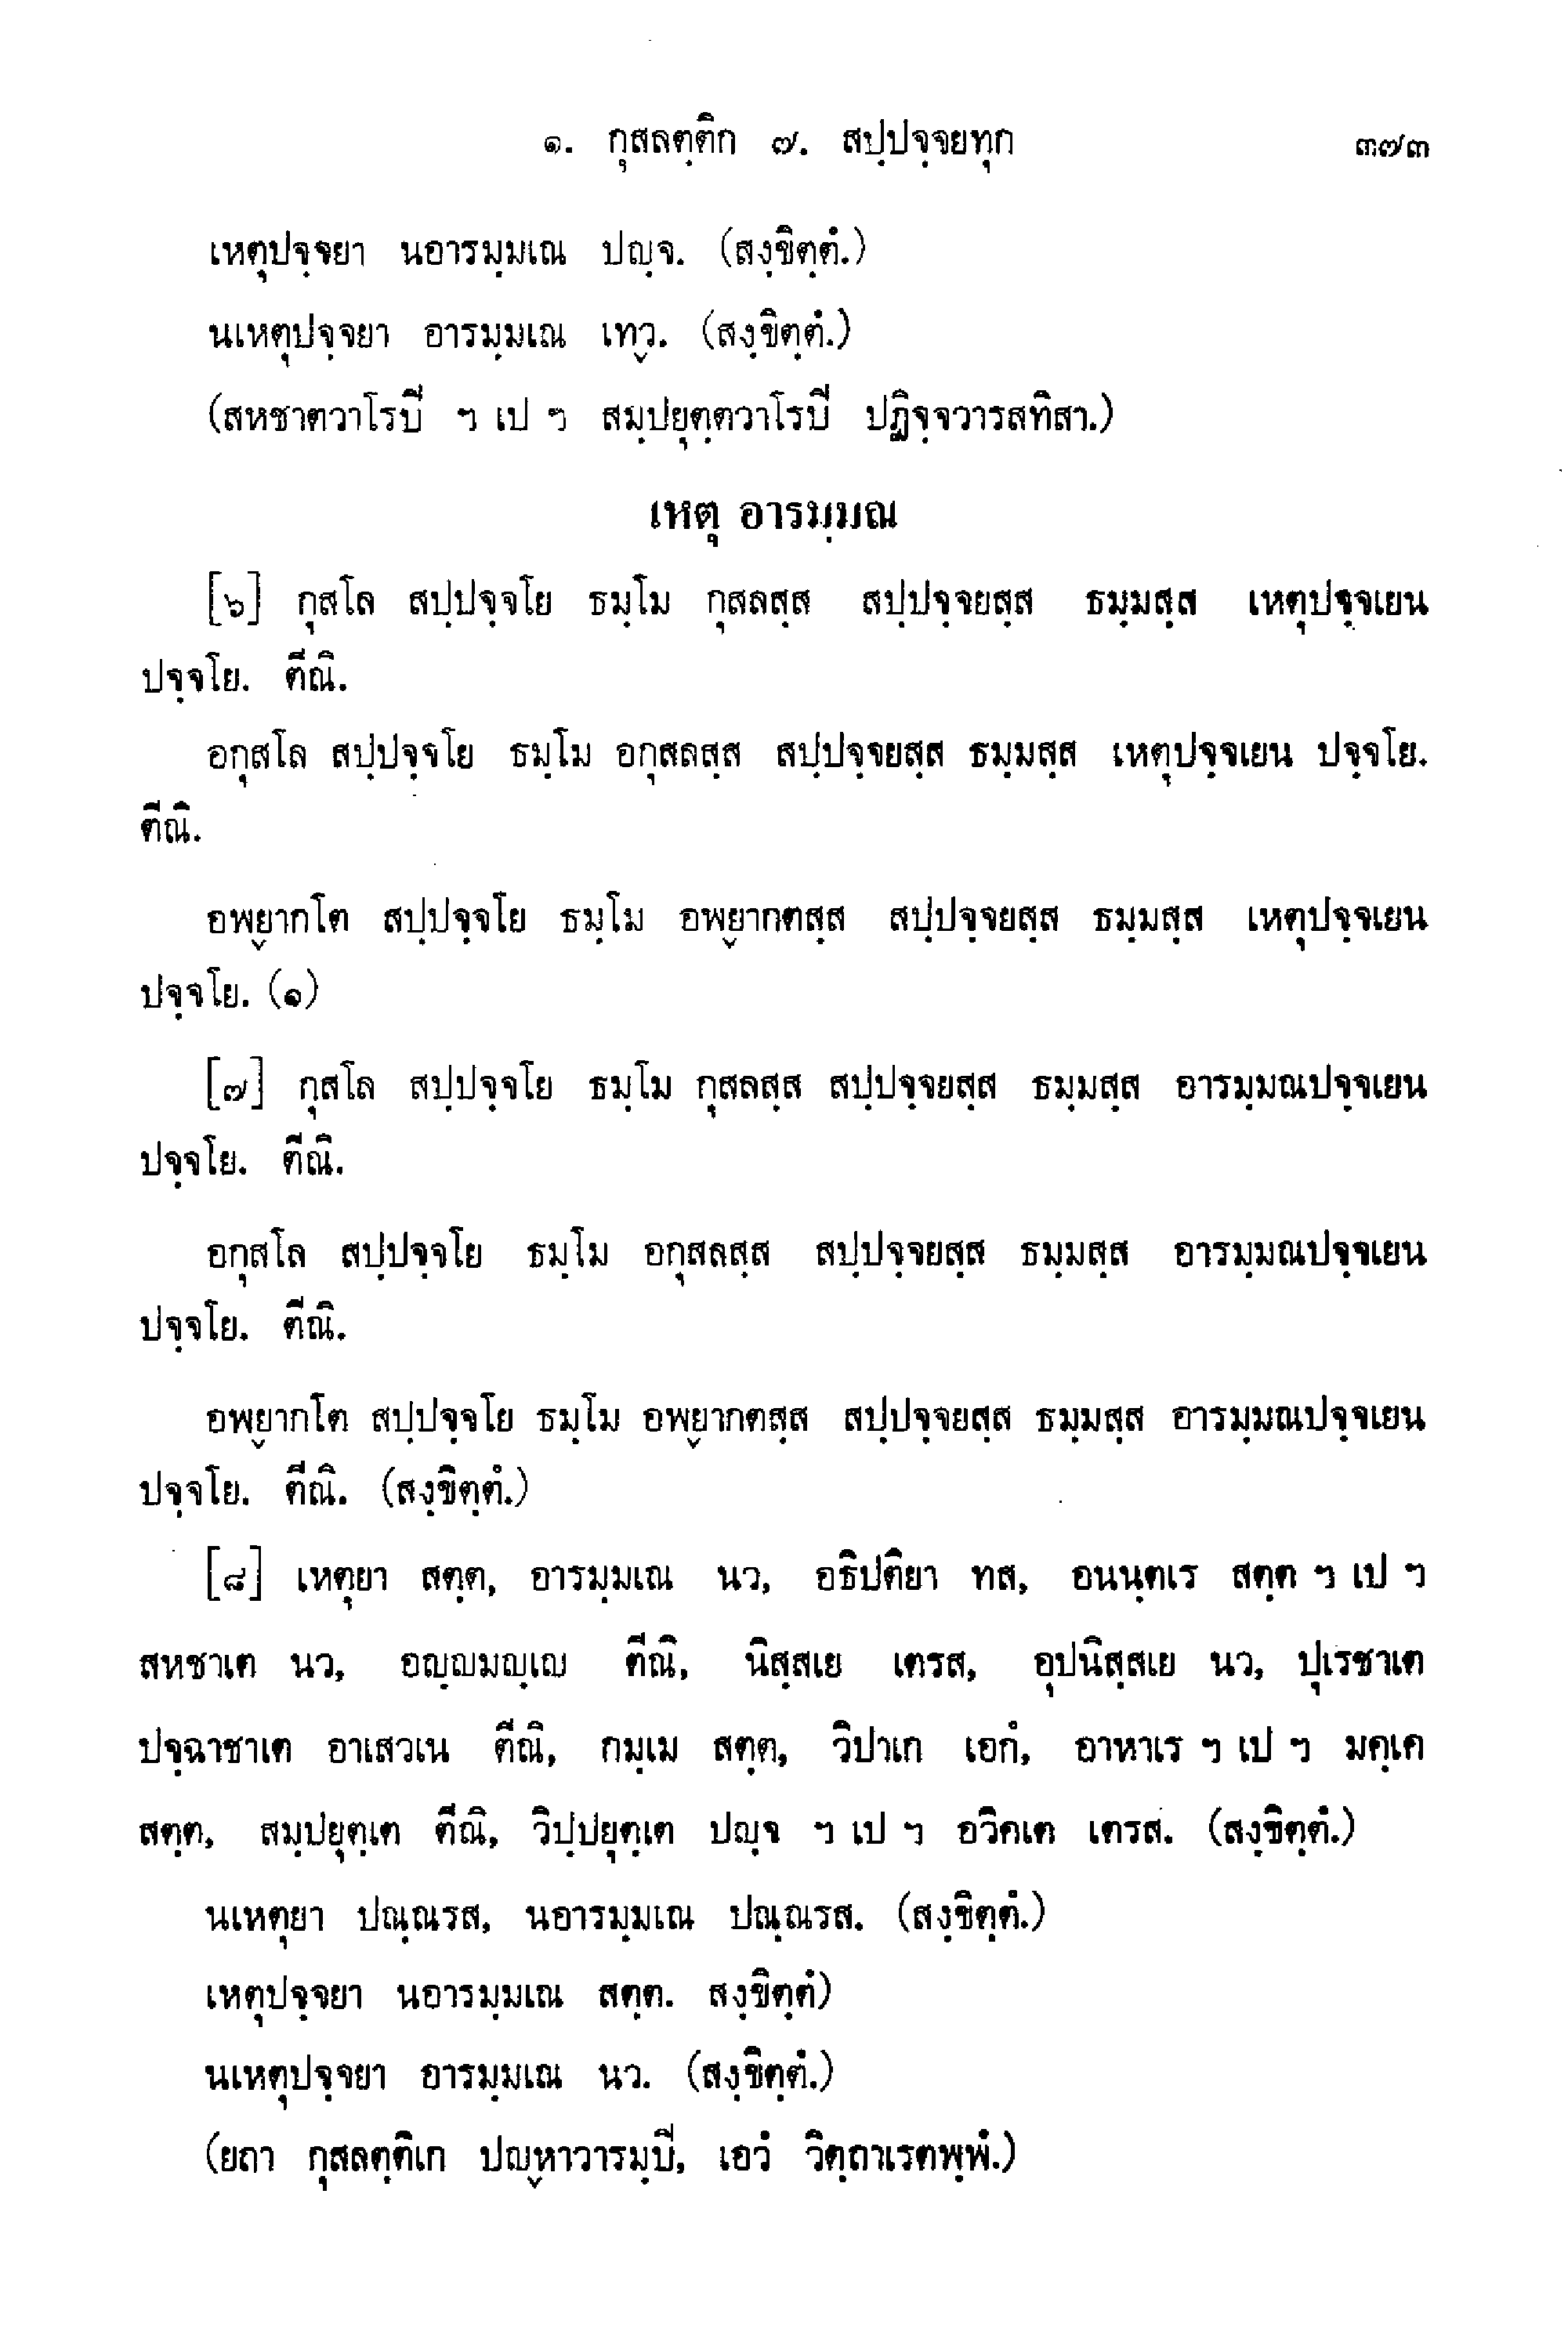 ๑. กุสลตฺติก ๗. สปฺปจฺจยทุก ๓๗๓
เหตุปจฺจยา นอารมฺมเณ ปญฺจ. (สงฺขิตฺตํ.)
นเหตุปจฺจยา อารมฺมเณ เทฺว. (สงฺขิตฺตํ.)
(สหชาตวาโรปี ฯ เป ฯ สมฺปยุตฺตวาโรปี ปฏิจฺจวารสทิสา.)
เหตุ อารมฺมณ
[๖] กุสโล สปฺปจฺจโย ธมฺโม กุสลสฺส สปฺปจฺจยสฺส ธมฺมสฺส เหตุปจฺจเยน
ปจฺจโย. ตีณิ.
อกุสโล สปฺปจฺจโย ธมฺโม อกุสลสฺส สปฺปจฺจยสฺส ธมฺมสฺส เหตุปจฺจเยน ปจฺจโย.
ตีณิ.
อพฺยากโต สปฺปจฺจโย ธมฺโม อพฺยากตสฺส สปฺปจฺจยสฺส ธมฺมสฺส เหตุปจฺจเยน
ปจฺจโย. (๑)
[๗] กุสโล สปฺปจฺจโย ธมฺโม กุสลสฺส สปฺปจฺจยสฺส ธมฺมสฺส อารมฺมณปจฺจเยน
ปจฺจโย. ตีณิ.
อกุสโล สปฺปจฺจโย ธมฺโม อกุสลสฺส สปฺปจฺจยสฺส ธมฺมสฺส อารมฺมณปจฺจเยน
ปจฺจโย. ตีณิ.
อพฺยากโต สปฺปจฺจโย ธมฺโม อพฺยากตสฺส สปฺปจฺจยสฺส ธมฺมสฺส อารมฺมณปจฺจเยน
ปจฺจโย. ตีณิ. (สงฺขิตฺตํ.)
[๘] เหตุยา สตฺต, อารมฺมเณ นว, อธิปติยา ทส, อนนฺตเร สตฺต ฯ เป ฯ
สหชาเต นว, อญฺญมญฺเญ ตีณิ, นิสฺสเย เตรส, อุปนิสฺสเย นว, ปุเรชาเต
ปจฺฉาชาเต อาเสวเน ตีณิ, กมฺเม สตฺต, วิปาเก เอกํ, อาหาเร ฯ เป ฯ มคฺเค
สตฺต, สมฺปยุตฺเต ตีณิ, วิปฺปยุตฺเต ปญฺจ ฯ เป ฯ อวิคเต เตรส. (สงฺขิตฺตํ.)
นเหตุยา ปณฺณรส, นอารมฺมเณ ปณฺณรส. (สงฺขิตฺตํ.)
เหตุปจฺจยา นอารมฺมเณ สตฺต. สงฺขิตฺตํ)
นเหตุปจฺจยา อารมฺมเณ นว. (สงฺขิตฺตํ.)
(ยถา กุสลตฺติเก ปญฺหาวารมฺปี, เอวํ วิตฺถาเรตพฺพํ.)